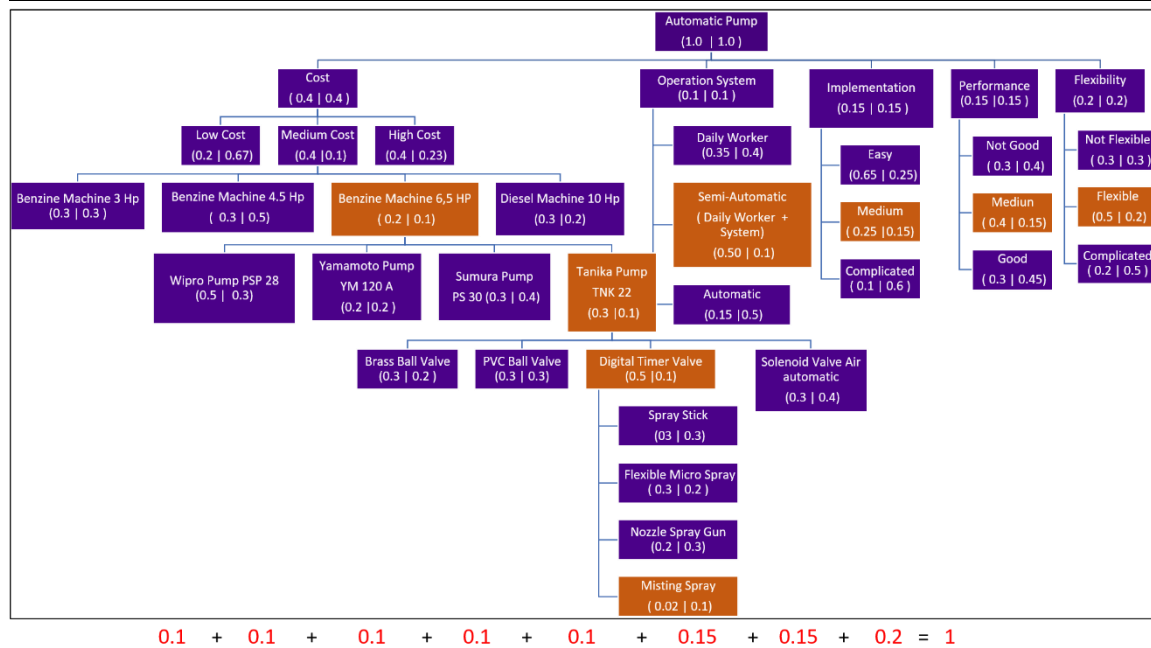 Automatic Pump
(1.0 | 1.0 )
Cost
( 0.4 | 0.4 )
Operation System
(0.1 | 0.1 )
Implementation
(0.15 | 0.15 )
Performance
(0.15 |0.15 )
Flexibility
(0.2 | 0.2)
Low Cost
(0.2 | 0.67)
Medium Cost
(0.4 |0.1)
High Cost
(0.4 | 0.23)
Daily Worker
(0.35 | 0.4)
Easy
(0.65 | 0.25)
Not Good
(0.3 | 0.4)
Not Flexible
(0.3 | 0.3)
Benzine Machine 3 Hp
(0.3 | 0.3 )
Benzine Machine 4.5 Hp
( 0.3 | 0.5)
Benzine Machine 6,5 HP
( 0.2 | 0.1)
Diesel Machine 10 Hp
(0.3 |0.2)
Semi-Automatic
( Daily Worker +
System)
(0.50 | 0.1)
Medium
( 0.25 |0.15)
Mediun
(0.4 | 0.15)
Flexible
(0.5 | 0.2)
Wipro Pump PSP 28
(0.5 | 0.3)
Yamamoto Pump
YM 120 A
(0.2 |0.2 )
Sumura Pump
PS 30 (0.3 | 0.4)
Tanika Pump
TNK 22
(0.3 |0.1)
Automatic
(0.15 |0.5)
Complicated
(0.1 | 0.6 )
Good
(0.3 | 0.45)
Complicated
(0.2 | 0.5)
Brass Ball Valve
(0.3 | 0.2 )
PVC Ball Valve
(0.3 | 0.3)
Digital Timer Valve
(0.5 |0.1)
Solenoid Valve Air
automatic
(0.3 | 0.4)
Spray Stick
(03 | 0.3)
Flexible Micro Spray
( 0.3 | 0.2 )
Nozzle Spray Gun
(0.2 | 0.3)
Misting Spray
( 0.02 | 0.1)
0.1 + 0.1 + 0.1 + 0.1 + 0.1 + 0.15 + 0.15 + 0.2 = 1